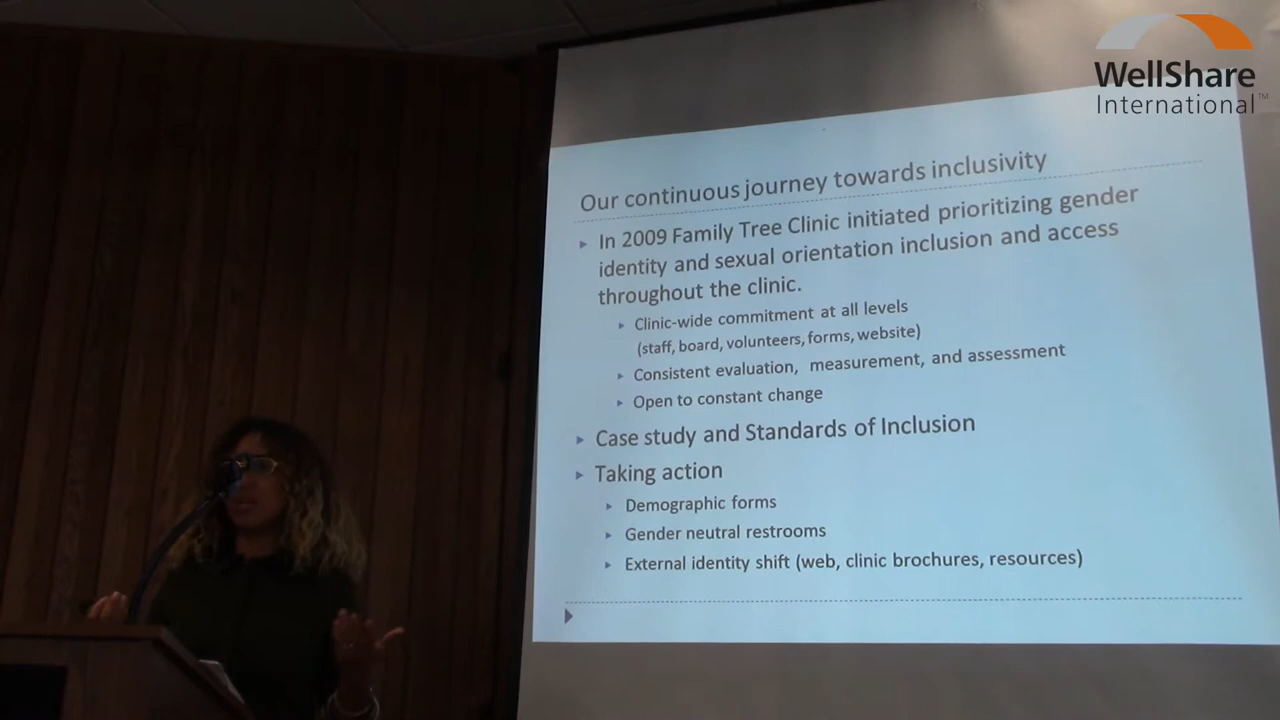 WellShare
International™
Our continuous journey towards inclusivity
In 2009 Family Tree Clinic initiated prioritizing gender
identity and sexual orientation inclusion and access
throughout the clinic.
Clinic-wide commitment at all levels
(staff, board, volunteers, forms, website)
Consistent evaluation, measurement, and assessment
Open to constant change
Case study and Standards of Inclusion
Taking action
Demographic forms
Gender neutral restrooms
External identity shift (web, clinic brochures, resources)